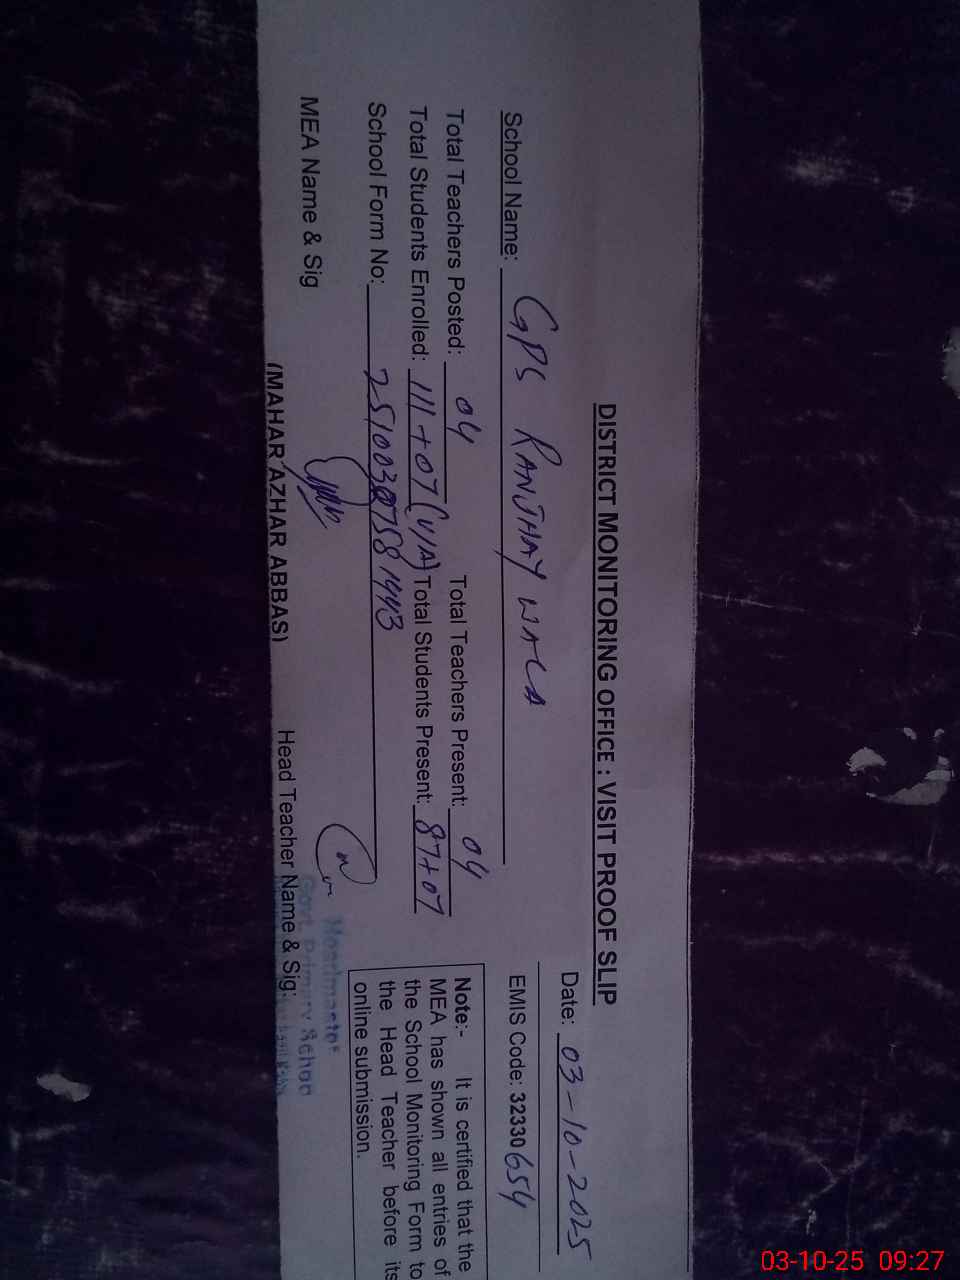 DISTRICT MONITORING OFFICE : VISIT PROOF SLIP
Date: 03-10-2025
School Name: GPS RANJHAY WALA
EMIS Code: 32330654
Total Teachers Posted: 04 Total Teachers Present: 04
Total Students Enrolled: 111+07(V/A) Total Students Present: 87+07
School Form No:
Note:- It is certified that the
MEA has shown all entries of
the School Monitoring Form to
the Head Teacher before its
online submission.
MEA Name & Sig
(MAHAR AZHAR ABBAS)
Head Teacher Name & Sig:
Headmaster
Govt. Primary School
03-10-25 09:27